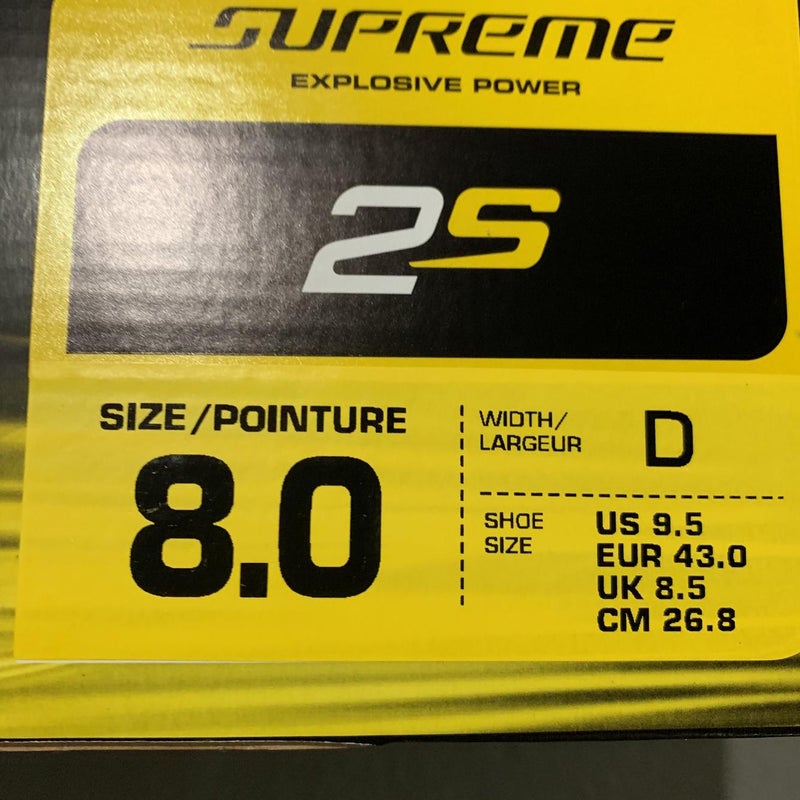 SUPREME
EXPLOSIVE POWER
2S
SIZE/POINTURE
8.0
WIDTH/
LARGEUR
D
SHOE
SIZE
US 9.5
EUR 43.0
UK 8.5
CM 26.8